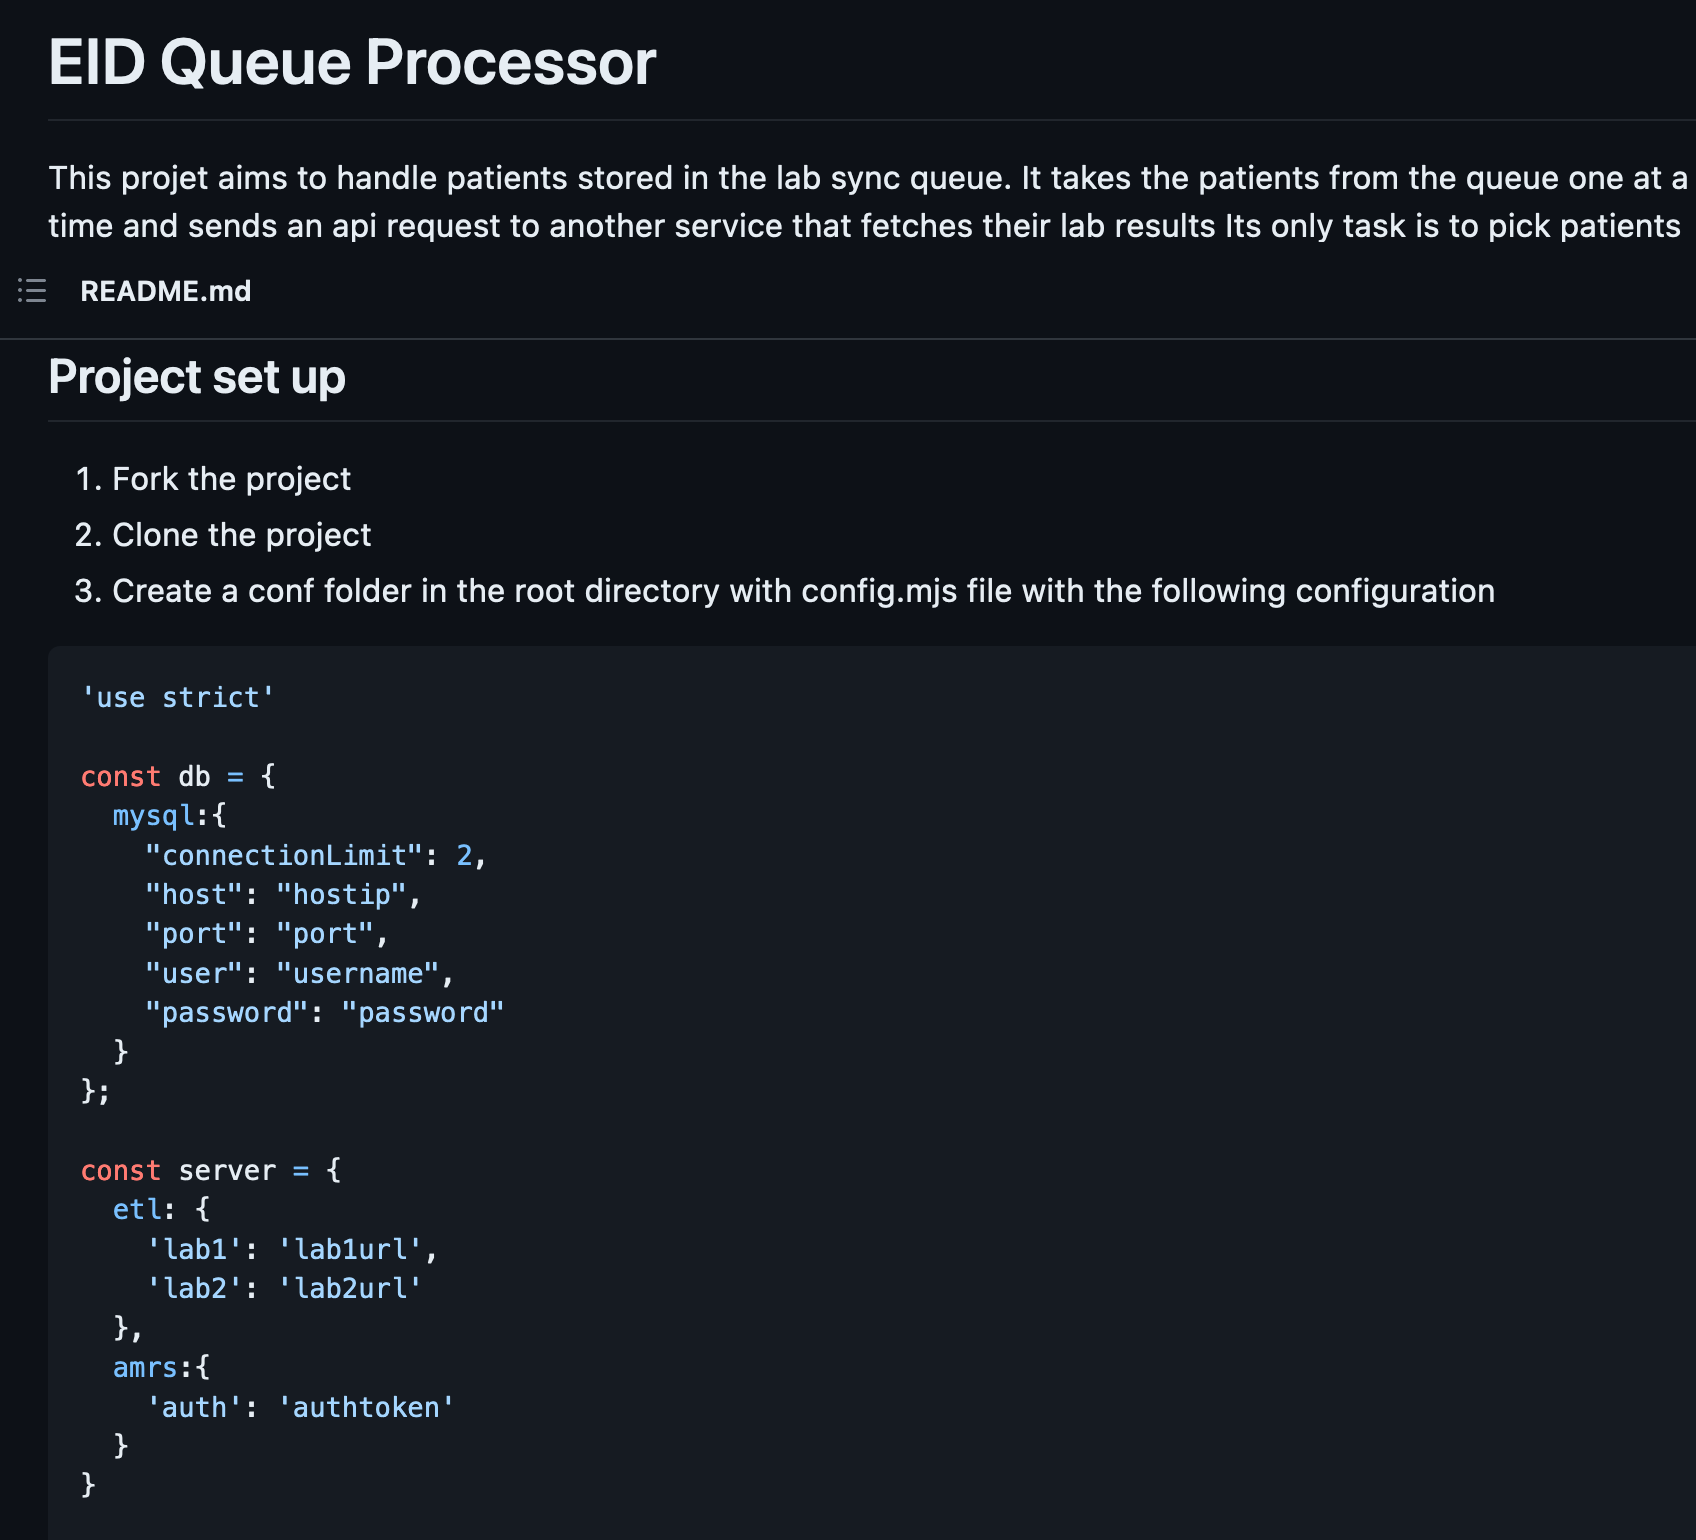 EID Queue Processor
This projet aims to handle patients stored in the lab sync queue. It takes the patients from the queue one at a
time and sends an api request to another service that fetches their lab results Its only task is to pick patients
README.md
Project set up
1. Fork the project
2. Clone the project
3. Create a conf folder in the root directory with config.mjs file with the following configuration
'use strict'
const db = {
  mysql:{
    "connectionLimit": 2,
    "host": "hostip",
    "port": "port",
    "user": "username",
    "password": "password"
  }
};
const server = {
  etl: {
    'lab1': 'lab1url',
    'lab2': 'lab2url'
  },
  amrs:{
    'auth': 'authtoken'
  }
}